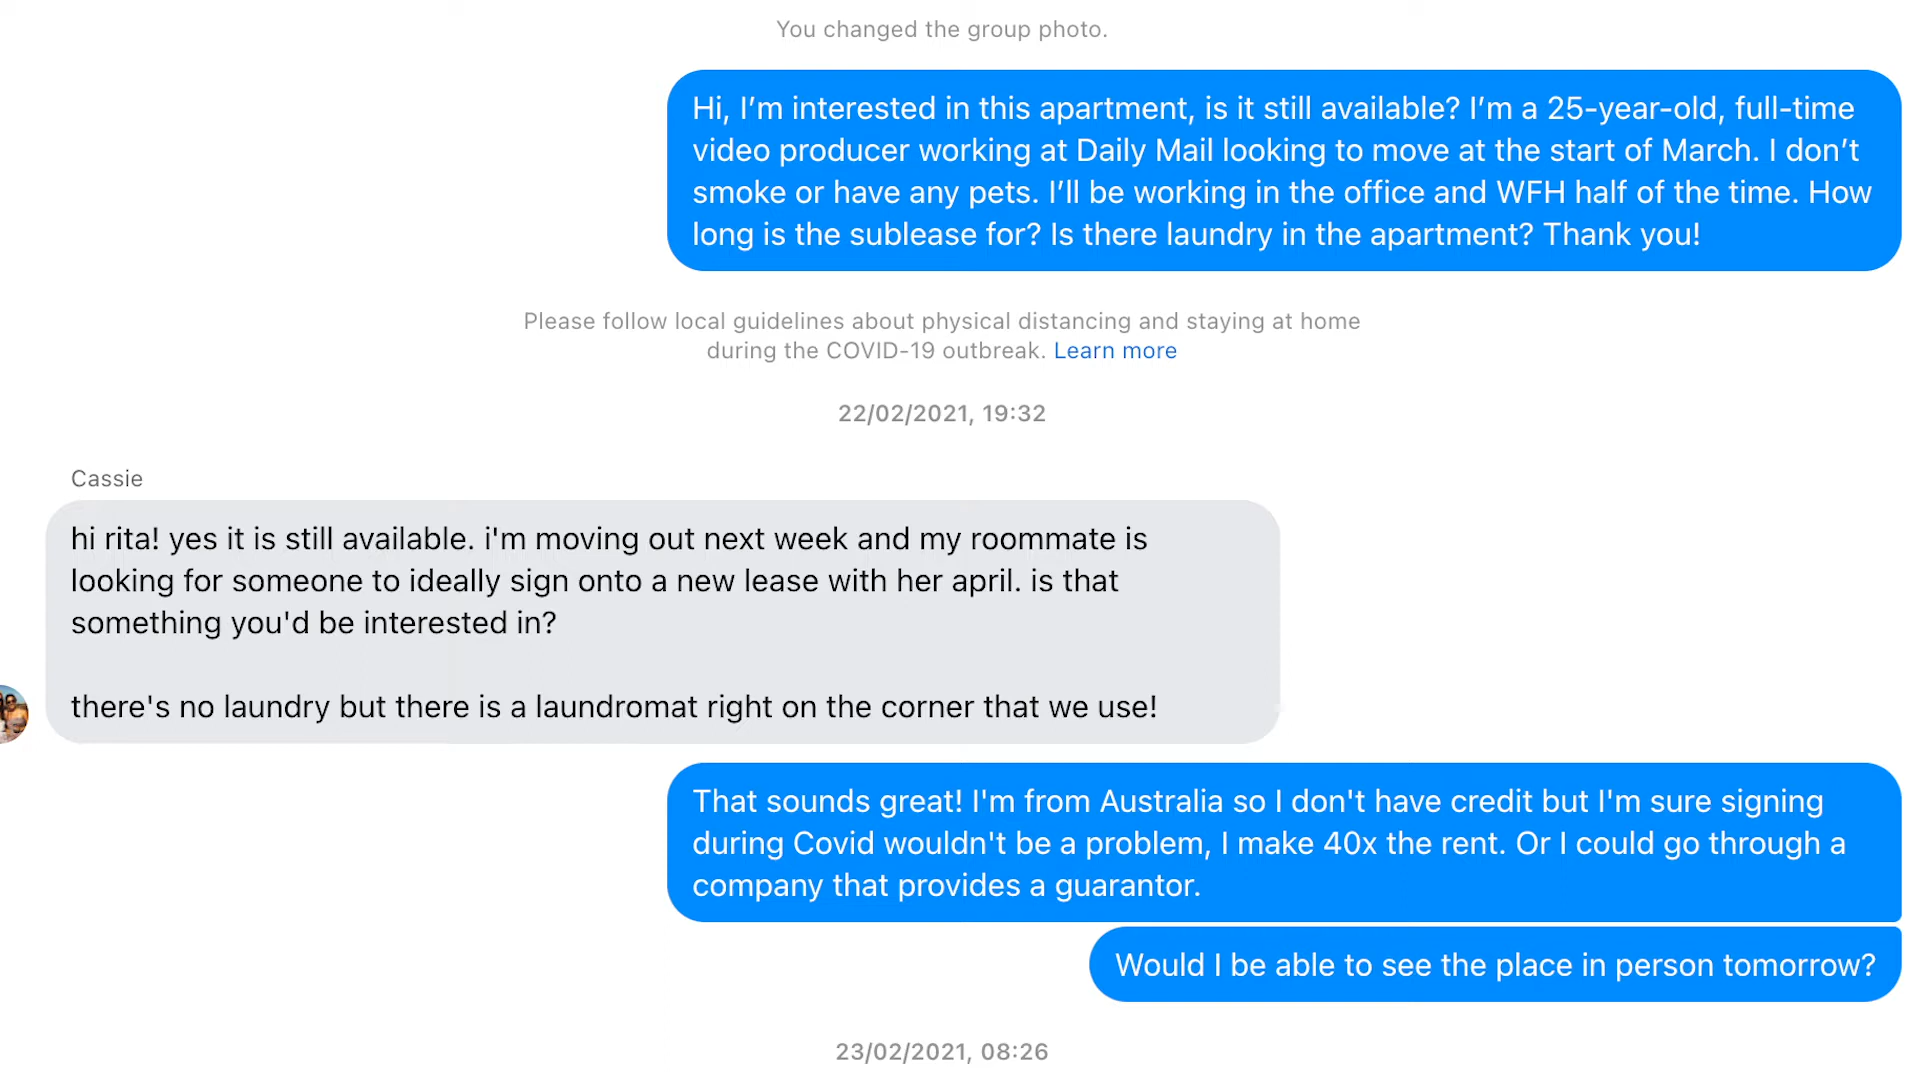 You changed the group photo.
Hi, I’m interested in this apartment, is it still available? I’m a 25-year-old, full-time
video producer working at Daily Mail looking to move at the start of March. I don’t
smoke or have any pets. I’ll be working in the office and WFH half of the time. How
long is the sublease for? Is there laundry in the apartment? Thank you!
Please follow local guidelines about physical distancing and staying at home
during the COVID-19 outbreak. Learn more
22/02/2021, 19:32
Cassie
hi rita! yes it is still available. i'm moving out next week and my roommate is
looking for someone to ideally sign onto a new lease with her april. is that
something you'd be interested in?
there's no laundry but there is a laundromat right on the corner that we use!
That sounds great! I'm from Australia so I don't have credit but I'm sure signing
during Covid wouldn't be a problem, I make 40x the rent. Or I could go through a
company that provides a guarantor.
Would I be able to see the place in person tomorrow?
23/02/2021, 08:26